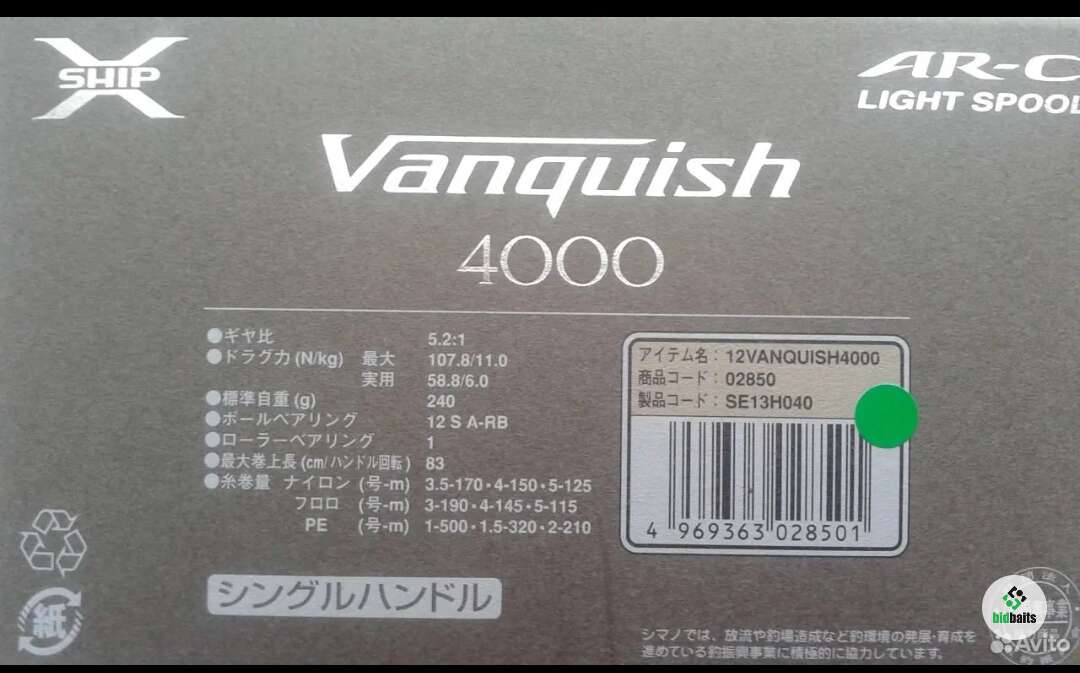 X SHIP
AR-C
LIGHT SPOOL
Vanquish
4000
●ギヤ比 5.2:1
●ドラグ力(N/kg) 最大 107.8/11.0
実用 58.8/6.0
●標準自重(g) 240
●ボールベアリング 12 S A-RB
●ローラーベアリング 1
●最大巻上長(cm/ハンドル回転) 83
●糸巻量 ナイロン (号-m) 3.5-170・4-150・5-125
フロロ (号-m) 3-190・4-145・5-115
PE (号-m) 1-500・1.5-320・2-210
アイテム名:12VANQUISH4000
商品コード:02850
製品コード:SE13H040
4 969363 028501
シングルハンドル
紙
シマノでは、放流や釣場造成など釣環境の発展・育成を
進めている釣振興事業に積極的に協力しています。
bidbaits
Avito